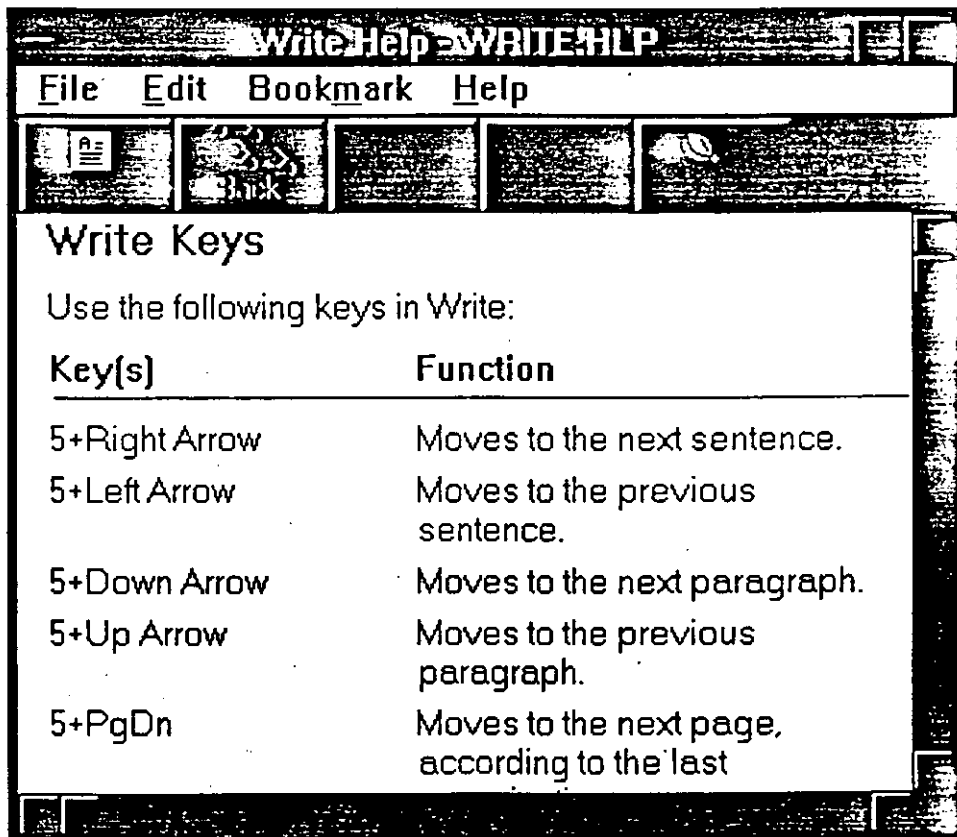 Write Help - WRITE.HLP
File Edit Bookmark Help
Back
Write Keys
Use the following keys in Write:
Key(s) Function
5+Right Arrow Moves to the next sentence.
5+Left Arrow Moves to the previous
sentence.
5+Down Arrow Moves to the next paragraph.
5+Up Arrow Moves to the previous
paragraph.
5+PgDn Moves to the next page,
according to the last